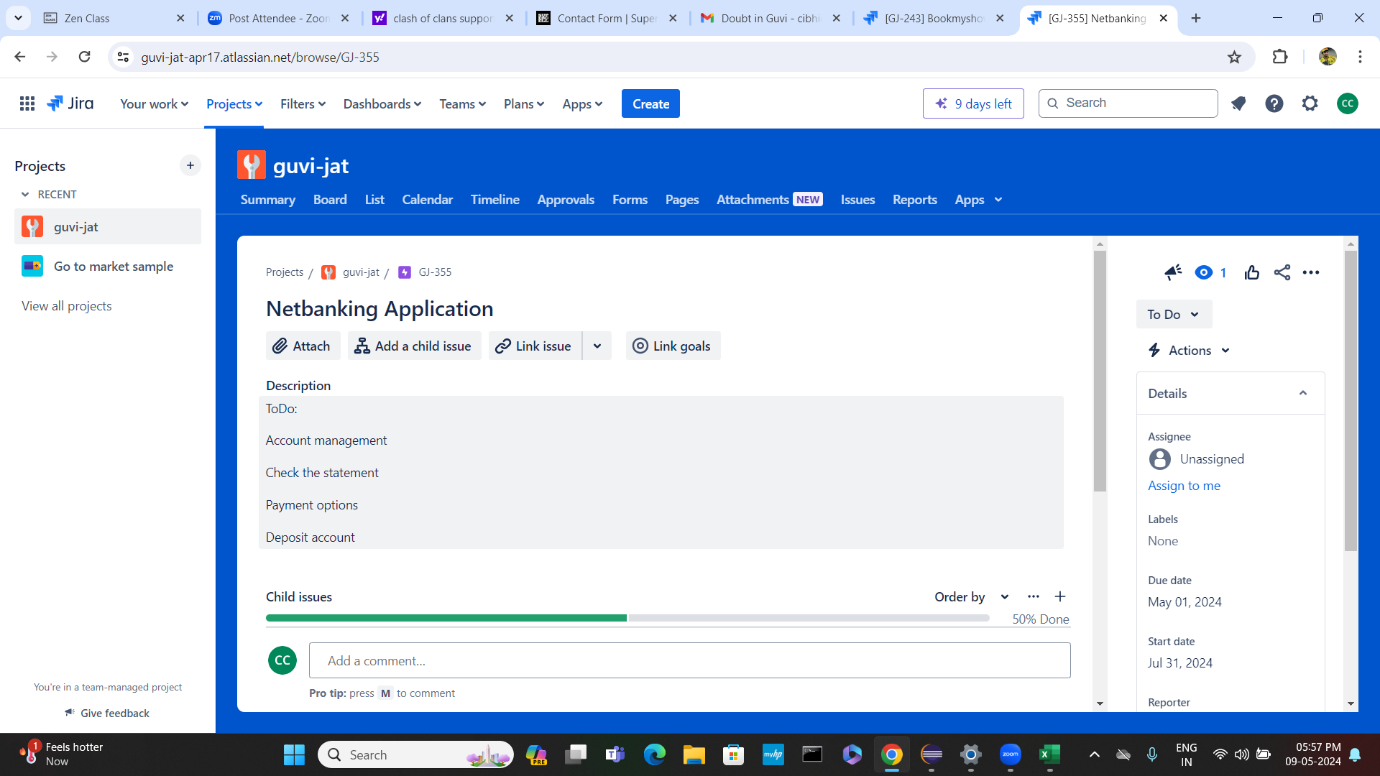 Zen Class
Post Attendee - Zoom
clash of clans support
Contact Form | Super
Gmail Doubt in Guvi - cibh
[GJ-243] Bookmysho
[GJ-355] Netbanking
guvi-jat-apr17.atlassian.net/browse/GJ-355
Jira Your work Projects Filters Dashboards Teams Plans Apps Create 9 days left Search CC
Projects
RECENT
guvi-jat
Go to market sample
View all projects
You're in a team-managed project
Give feedback
guvi-jat
Summary Board List Calendar Timeline Approvals Forms Pages Attachments NEW Issues Reports Apps
Projects / guvi-jat / GJ-355
Netbanking Application
Attach Add a child issue Link issue Link goals
Description
ToDo:
Account management
Check the statement
Payment options
Deposit account
Child issues Order by
50% Done
CC Add a comment...
Pro tip: press M to comment
1
To Do
Actions
Details
Assignee
Unassigned
Assign to me
Labels
None
Due date
May 01, 2024
Start date
Jul 31, 2024
Reporter
1 Feels hotter
Now
Search
PRE
myhp
zoom
ENG
IN
05:57 PM
09-05-2024